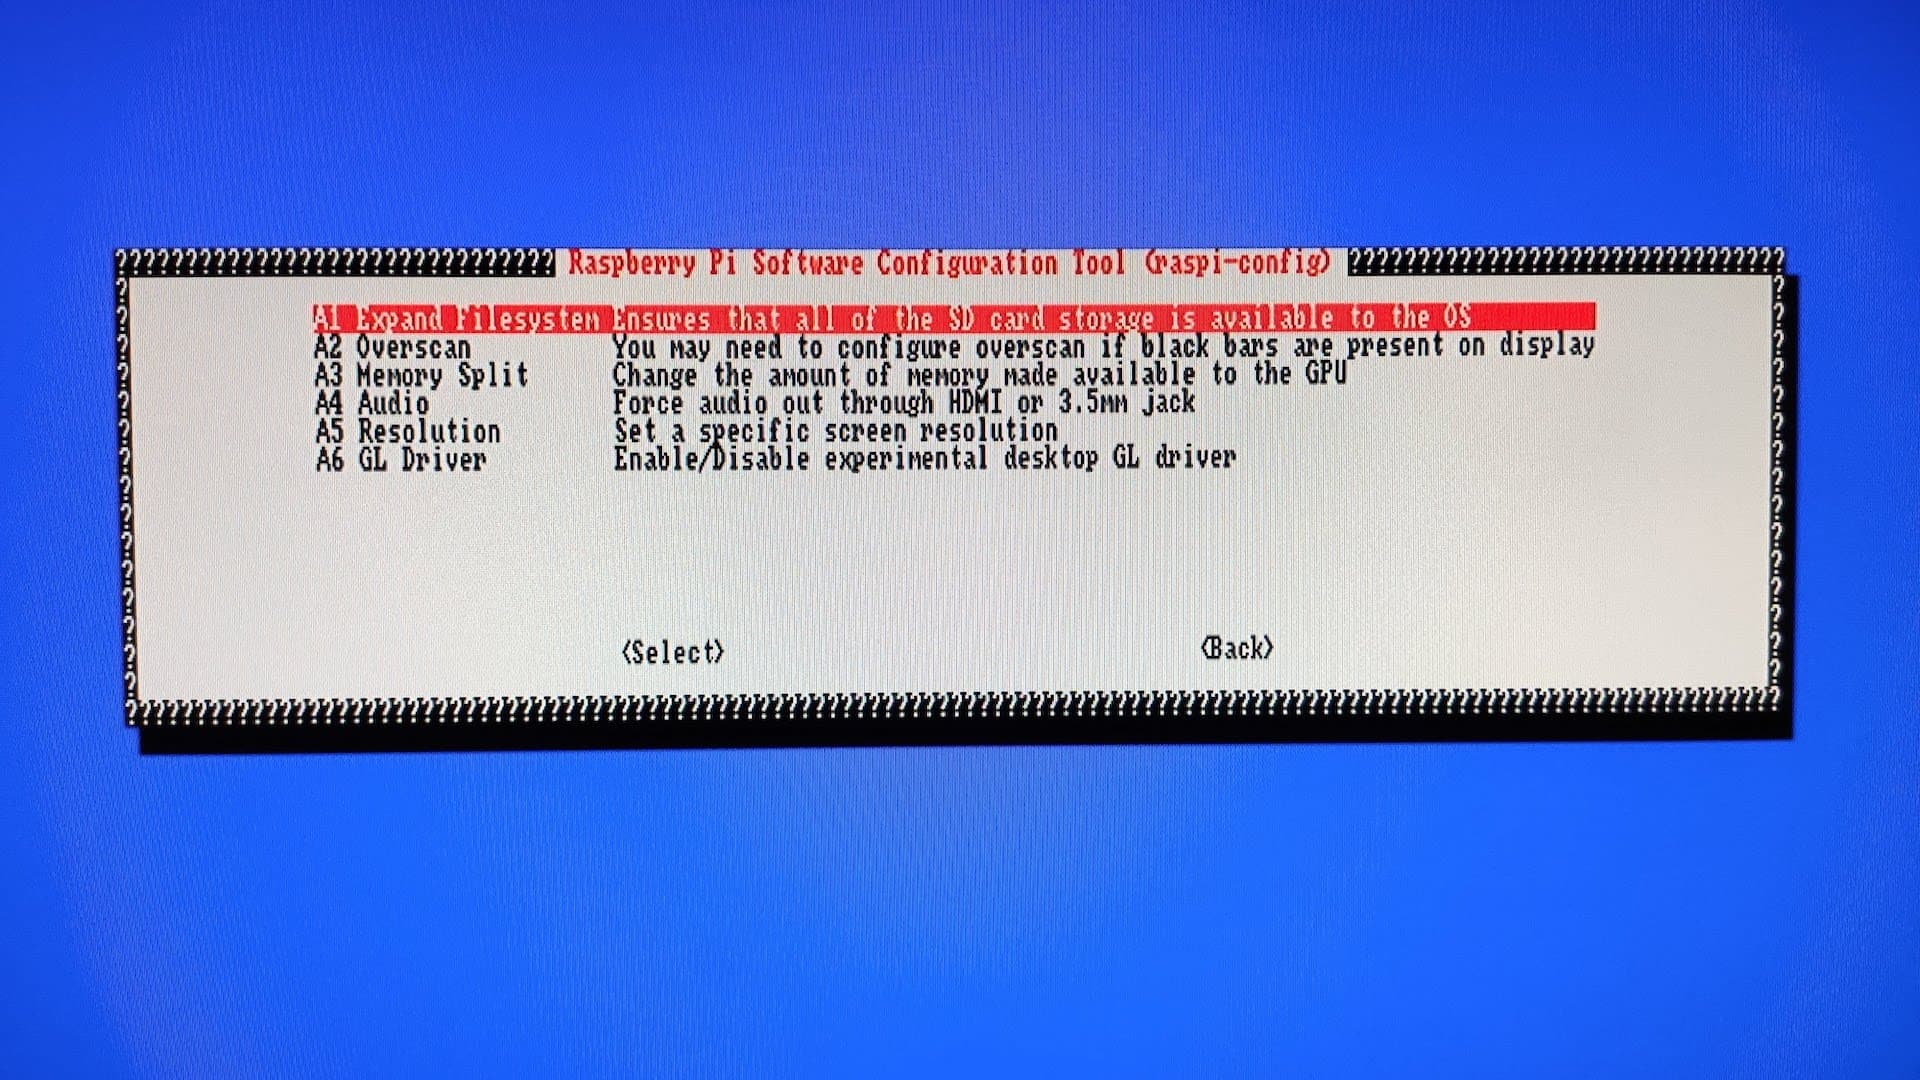 Raspberry Pi Software Configuration Tool (raspi-config)
A1 Expand Filesystem Ensures that all of the SD card storage is available to the OS
A2 Overscan You may need to configure overscan if black bars are present on display
A3 Memory Split Change the amount of memory made available to the GPU
A4 Audio Force audio out through HDMI or 3.5mm jack
A5 Resolution Set a specific screen resolution
A6 GL Driver Enable/Disable experimental desktop GL driver
<Select> <Back>